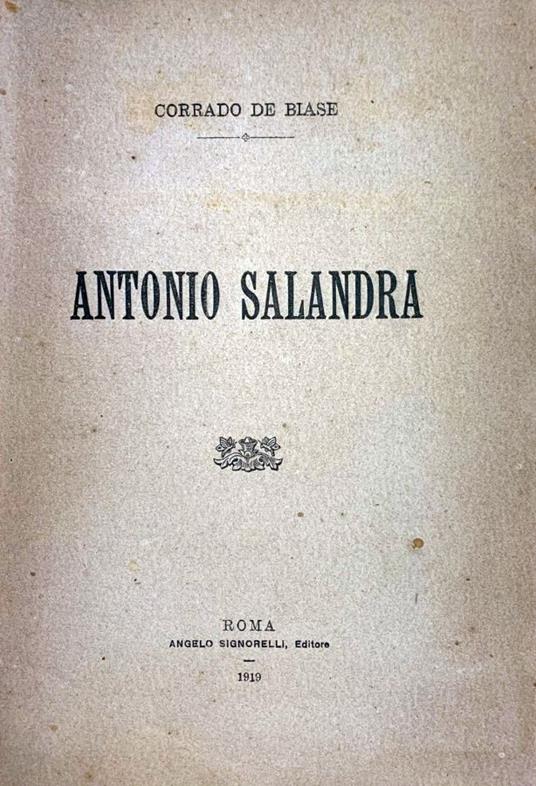 CORRADO DE BIASE
ANTONIO SALANDRA
ROMA
ANGELO SIGNORELLI, Editore
1919